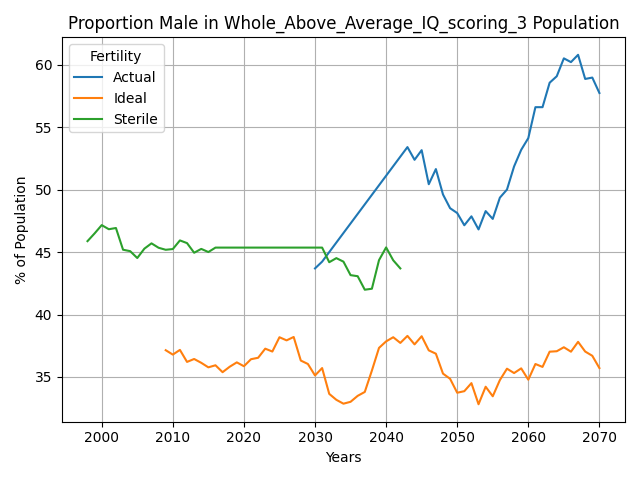 Proportion Male in Whole_Above_Average_IQ_scoring_3 Population
Fertility
Actual
Ideal
Sterile
% of Population
60
55
50
45
40
35
2000
2010
2020
2030
2040
2050
2060
2070
Years